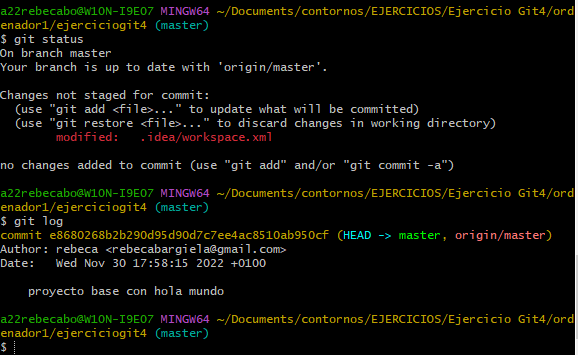 a22rebecabo@W10N-I9E07 MINGW64 ~/Documents/contornos/EJERCICIOS/Ejercicio Git4/ord
enador1/ejerciciogit4 (master)
$ git status
On branch master
Your branch is up to date with 'origin/master'.
Changes not staged for commit:
(use "git add <file>..." to update what will be committed)
(use "git restore <file>..." to discard changes in working directory)
modified:   .idea/workspace.xml
no changes added to commit (use "git add" and/or "git commit -a")
a22rebecabo@W10N-I9E07 MINGW64 ~/Documents/contornos/EJERCICIOS/Ejercicio Git4/ord
enador1/ejerciciogit4 (master)
$ git log
commit e8680268b2b290d95d90d7c7ee4ac8510ab950cf (HEAD -> master, origin/master)
Author: rebeca <rebecabargiela@gmail.com>
Date:   Wed Nov 30 17:58:15 2022 +0100
proyecto base con hola mundo
a22rebecabo@W10N-I9E07 MINGW64 ~/Documents/contornos/EJERCICIOS/Ejercicio Git4/ord
enador1/ejerciciogit4 (master)
$